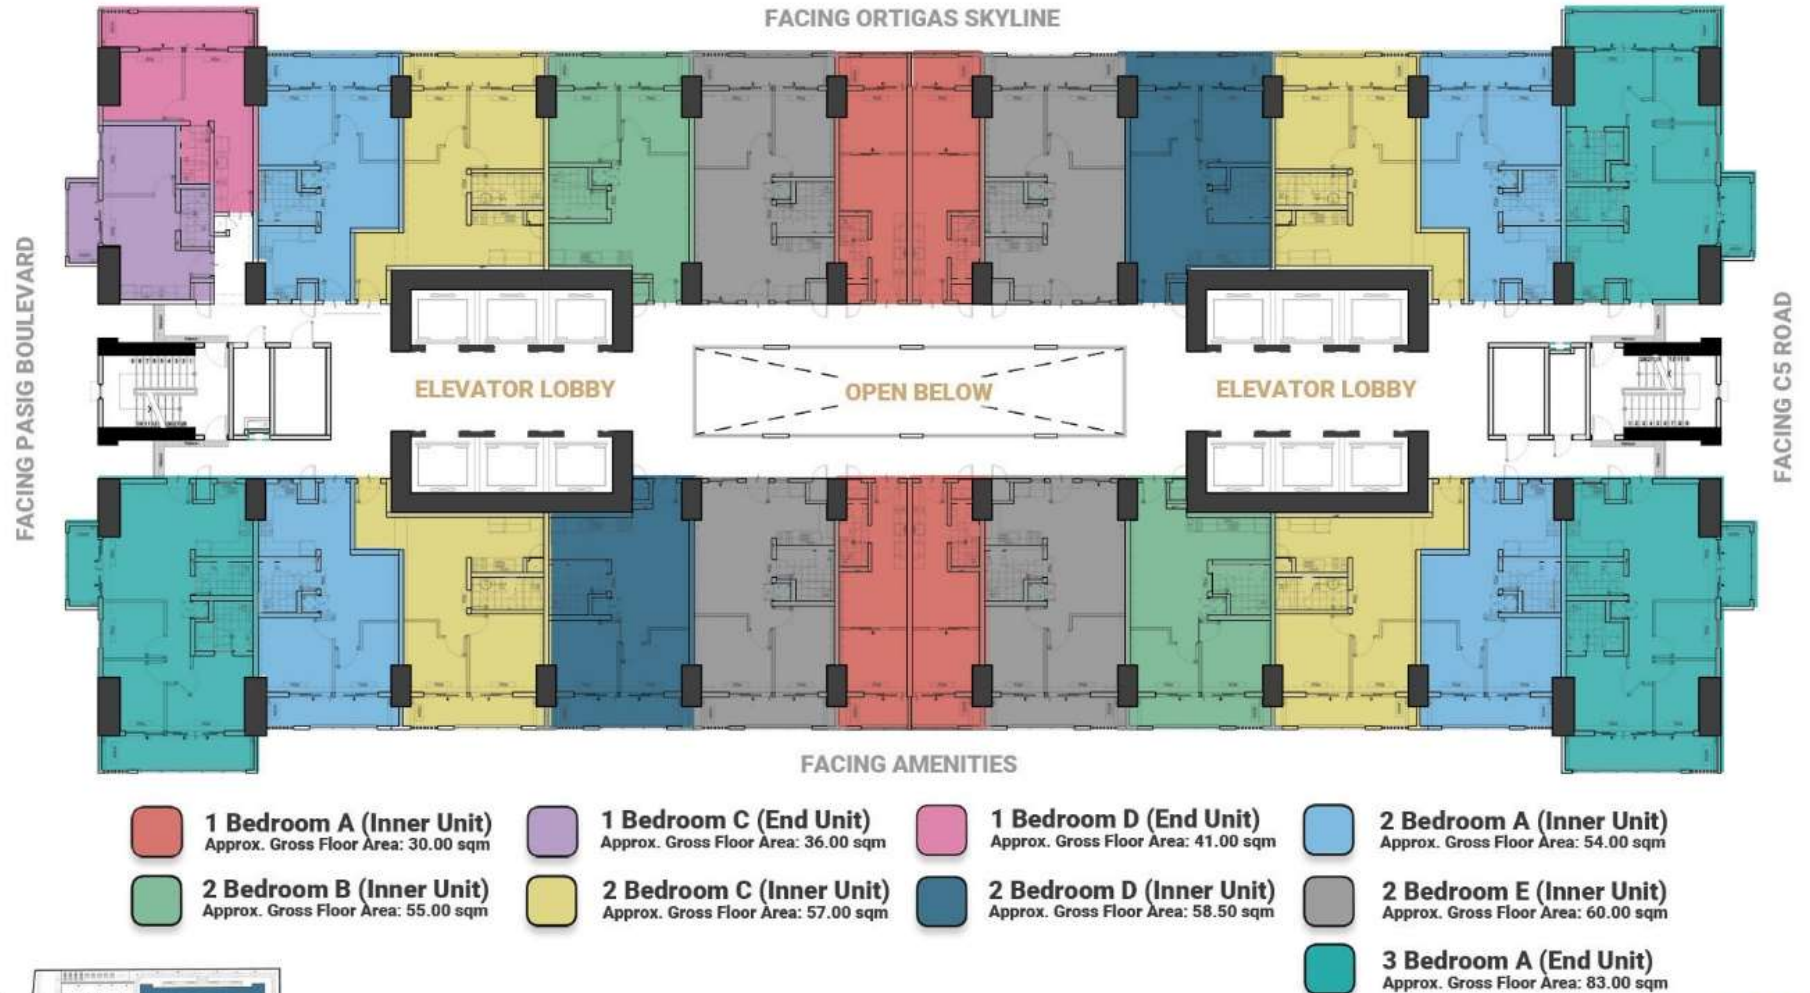 FACING ORTIGAS SKYLINE
FACING PASIG BOULEVARD
FACING C5 ROAD
ELEVATOR LOBBY
OPEN BELOW
ELEVATOR LOBBY
FACING AMENITIES
1 Bedroom A (Inner Unit)
Approx. Gross Floor Area: 30.00 sqm
1 Bedroom C (End Unit)
Approx. Gross Floor Area: 36.00 sqm
1 Bedroom D (End Unit)
Approx. Gross Floor Area: 41.00 sqm
2 Bedroom A (Inner Unit)
Approx. Gross Floor Area: 54.00 sqm
2 Bedroom B (Inner Unit)
Approx. Gross Floor Area: 55.00 sqm
2 Bedroom C (Inner Unit)
Approx. Gross Floor Area: 57.00 sqm
2 Bedroom D (Inner Unit)
Approx. Gross Floor Area: 58.50 sqm
2 Bedroom E (Inner Unit)
Approx. Gross Floor Area: 60.00 sqm
3 Bedroom A (End Unit)
Approx. Gross Floor Area: 83.00 sqm